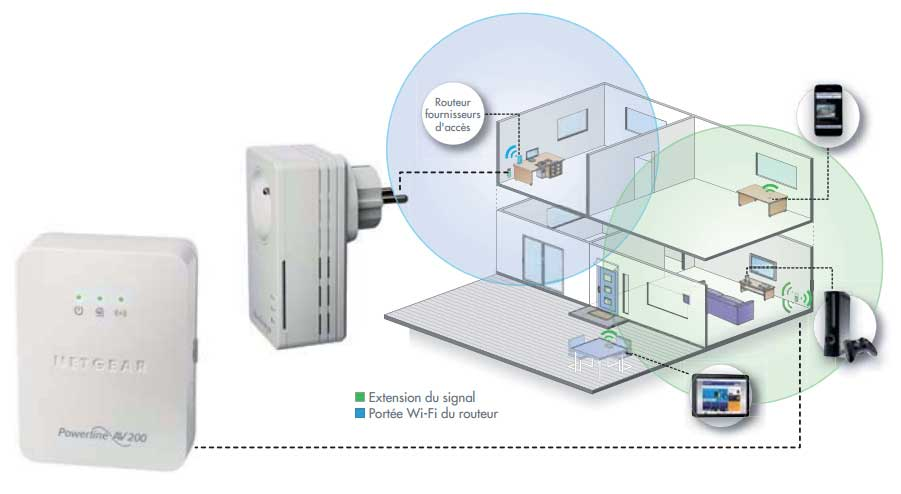 Routeur
fournisseurs
d'accès
NETGEAR
Powerline AV 200
Extension du signal
Portée Wi-Fi du routeur